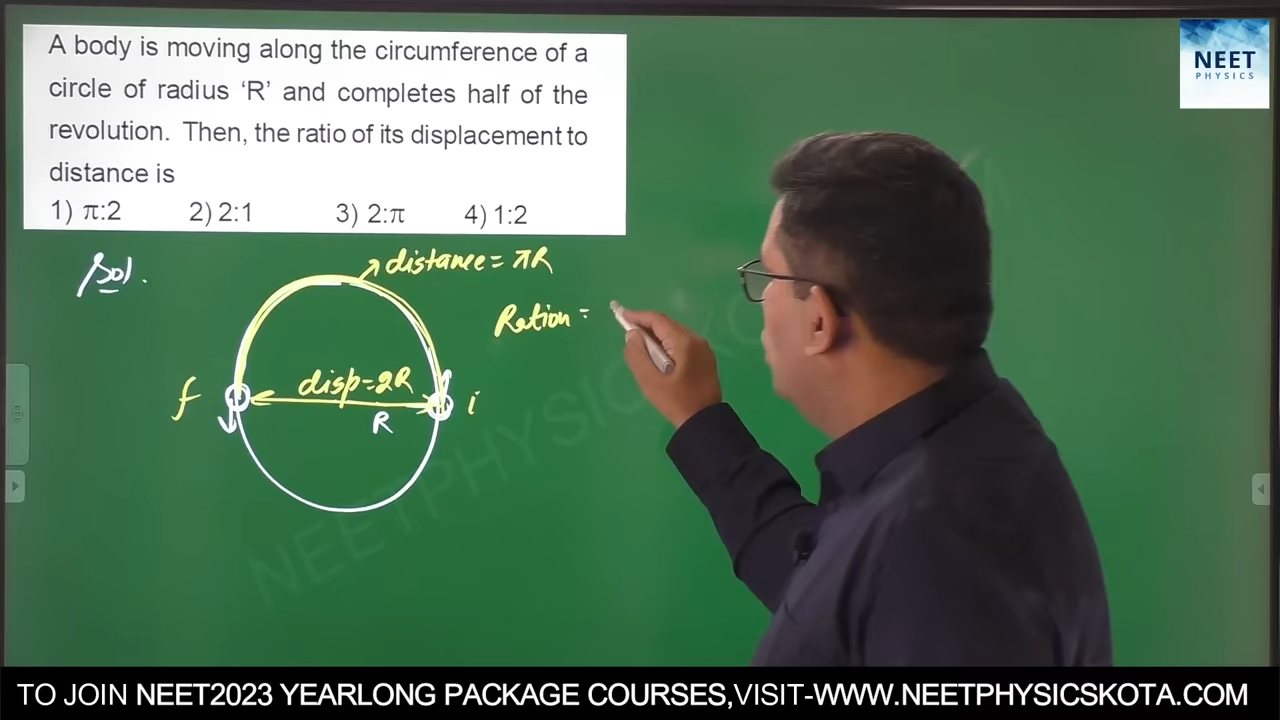 A body is moving along the circumference of a
circle of radius ‘R’ and completes half of the
revolution. Then, the ratio of its displacement to
distance is
1) π:2 2) 2:1 3) 2:π 4) 1:2
NEET
PHYSICS
Sol.
distance = πR
Ration =
disp=2R
f
i
R
NEETPHYSICSKOTA.COM
TO JOIN NEET2023 YEARLONG PACKAGE COURSES,VISIT-WWW.NEETPHYSICSKOTA.COM